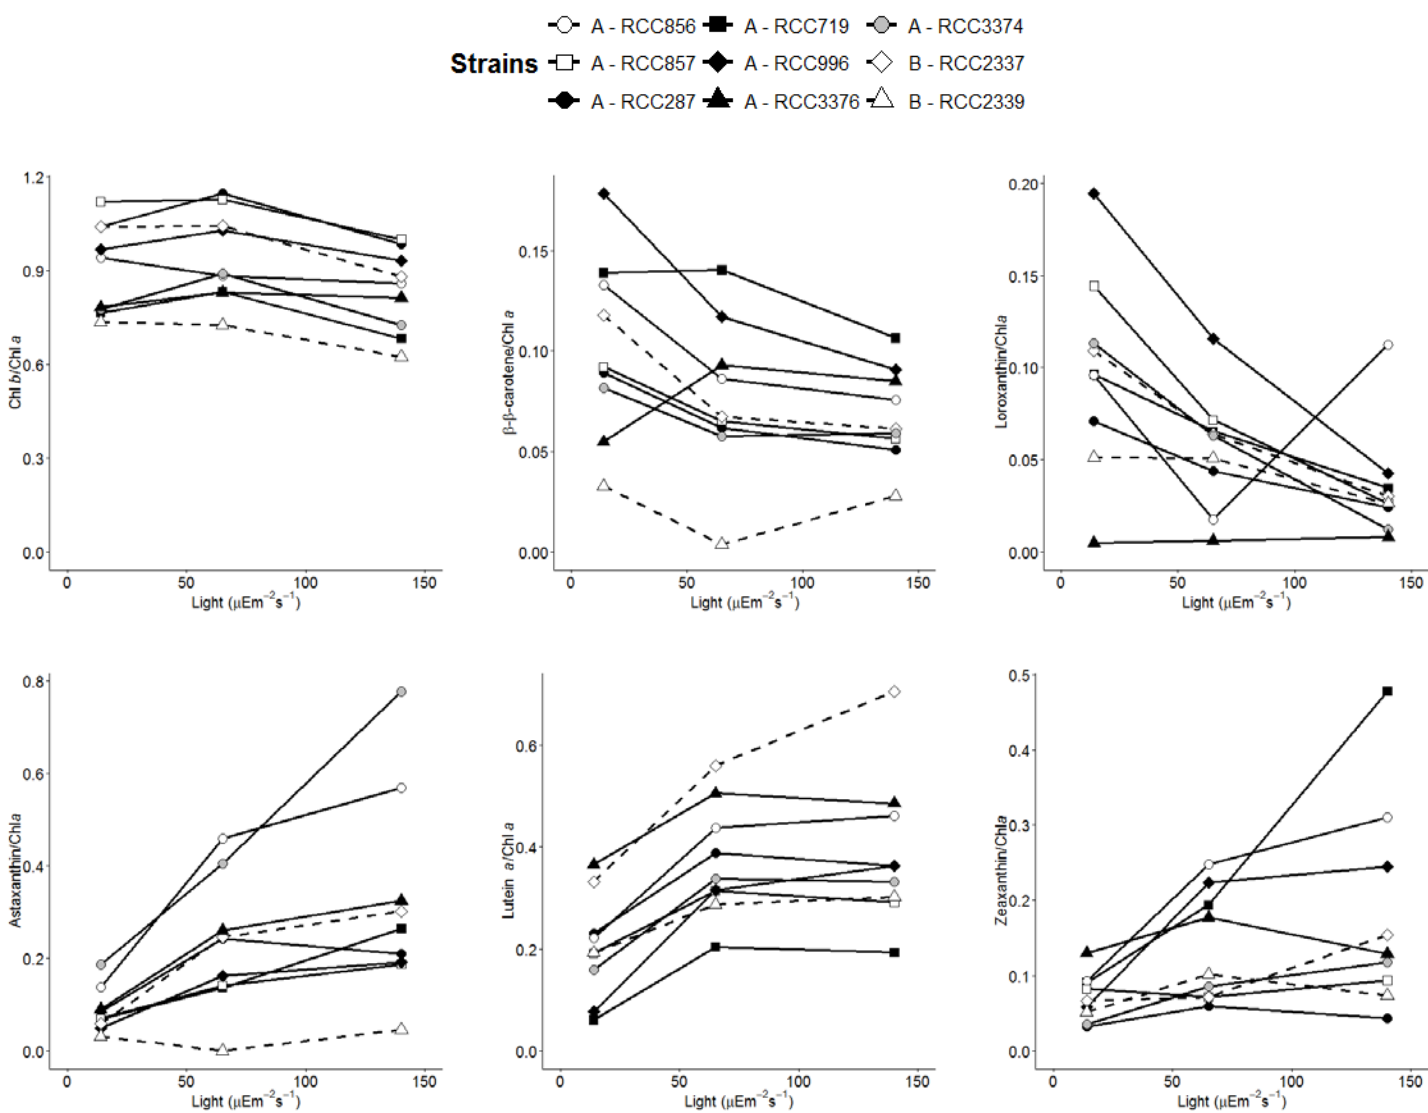 A - RCC856 A - RCC719 A - RCC3374
Strains A - RCC857 A - RCC996 B - RCC2337
A - RCC287 A - RCC3376 B - RCC2339
Chl b/Chl a
1.2
0.9
0.6
0.3
0.0
0 50 100 150
Light (μEm⁻²s⁻¹)
β-β-carotene/Chl a
0.15
0.10
0.05
0.00
0 50 100 150
Light (μEm⁻²s⁻¹)
Loroxanthin/Chla
0.20
0.15
0.10
0.05
0.00
0 50 100 150
Light (μEm⁻²s⁻¹)
Astaxanthin/Chla
0.8
0.6
0.4
0.2
0.0
0 50 100 150
Light (μEm⁻²s⁻¹)
Lutein a/Chl a
0.6
0.4
0.2
0.0
0 50 100 150
Light (μEm⁻²s⁻¹)
Zeaxanthin/Chla
0.5
0.4
0.3
0.2
0.1
0.0
0 50 100 150
Light (μEm⁻²s⁻¹)